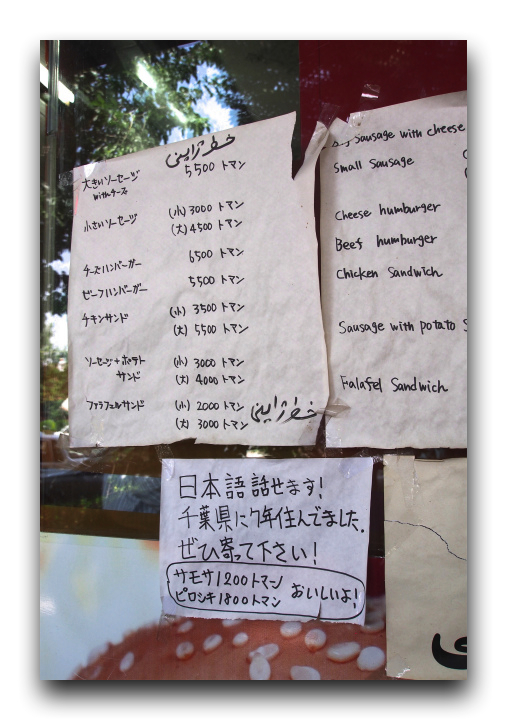 خط ژاپنی
大きいソーセージ 5500 トマン
withチーズ
小さいソーセージ (小) 3000 トマン
(大) 4500 トマン
チーズハンバーガー 6500 トマン
ビーフハンバーガー 5500 トマン
チキンサンド (小) 3500 トマン
(大) 5500 トマン
ソーセージ+ポテト (小) 3000 トマン
サンド (大) 4000 トマン
ファラフェルサンド (小) 2000 トマン
(大) 3000 トマン
خط ژاپنی
Sausage with cheese
Small Sausage
Cheese humburger
Beef humburger
Chicken Sandwich
Sausage with potato S
Falafel Sandwich
日本語話せます!
千葉県に7年住んでました.
ぜひ寄って下さい!
サモサ1200トマン
ピロシキ1800トマン おいしいよ!